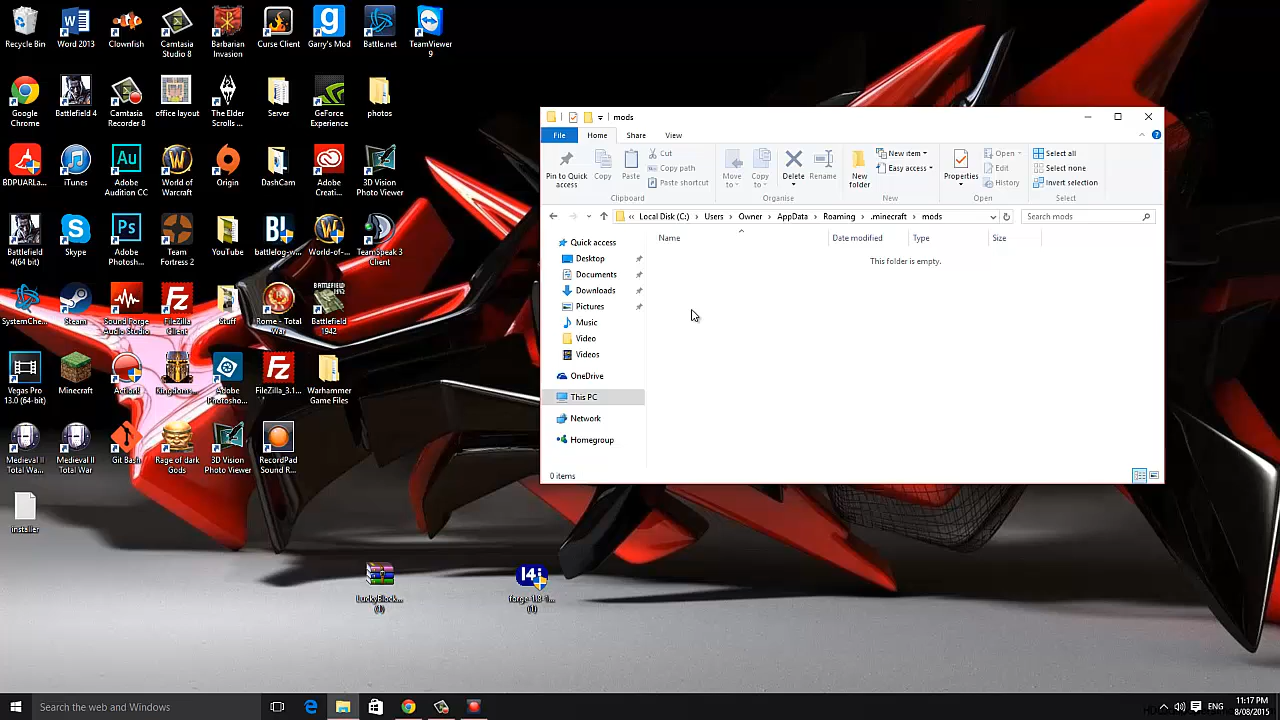 Recycle Bin
Word 2013
Clownfish
Camtasia Studio 8
Barbarian Invasion
Curse Client
Garry's Mod
Battle.net
TeamViewer 9
Google Chrome
Battlefield 4
Camtasia Recorder 8
office layout
The Elder Scrolls ...
Server
GeForce Experience
photos
BDPUARLa...
iTunes
Adobe Audition CC
World of Warcraft
Origin
DashCam
Adobe Creati...
3D Vision Photo Viewer
Battlefield 4(64 bit)
Skype
Adobe Photosh...
Team Fortress 2
YouTube
battlelog-w...
World-of-...
TeamSpeak 3 Client
SystemChe...
Steam
Sound Forge Audio Studio
FileZilla Client
Stuff
Rome - Total War
Battlefield 1942
Vegas Pro 13.0 (64-bit)
Minecraft
Action!
Kingdoms...
Adobe Photosho...
FileZilla_3.1...
Warhammer Game Files
Medieval II Total Wa...
Medieval II Total War
Git Bash
Rage of dark Gods
3D Vision Photo Viewer
RecordPad Sound R...
installer
LuckyBlock... (1)
forge-1.8-1... (1)
mods
File Home Share View
Pin to Quick access
Copy
Paste
Cut
Copy path
Paste shortcut
Move to
Copy to
Delete
Rename
New folder
New item
Easy access
Properties
Open
Edit
History
Select all
Select none
Invert selection
Clipboard Organise New Open Select
« Local Disk (C:) > Users > Owner > AppData > Roaming > .minecraft > mods
Search mods
Name Date modified Type Size
This folder is empty.
Quick access
Desktop
Documents
Downloads
Pictures
Music
Video
Videos
OneDrive
This PC
Network
Homegroup
0 items
Search the web and Windows
ENG
11:17 PM
8/08/2015